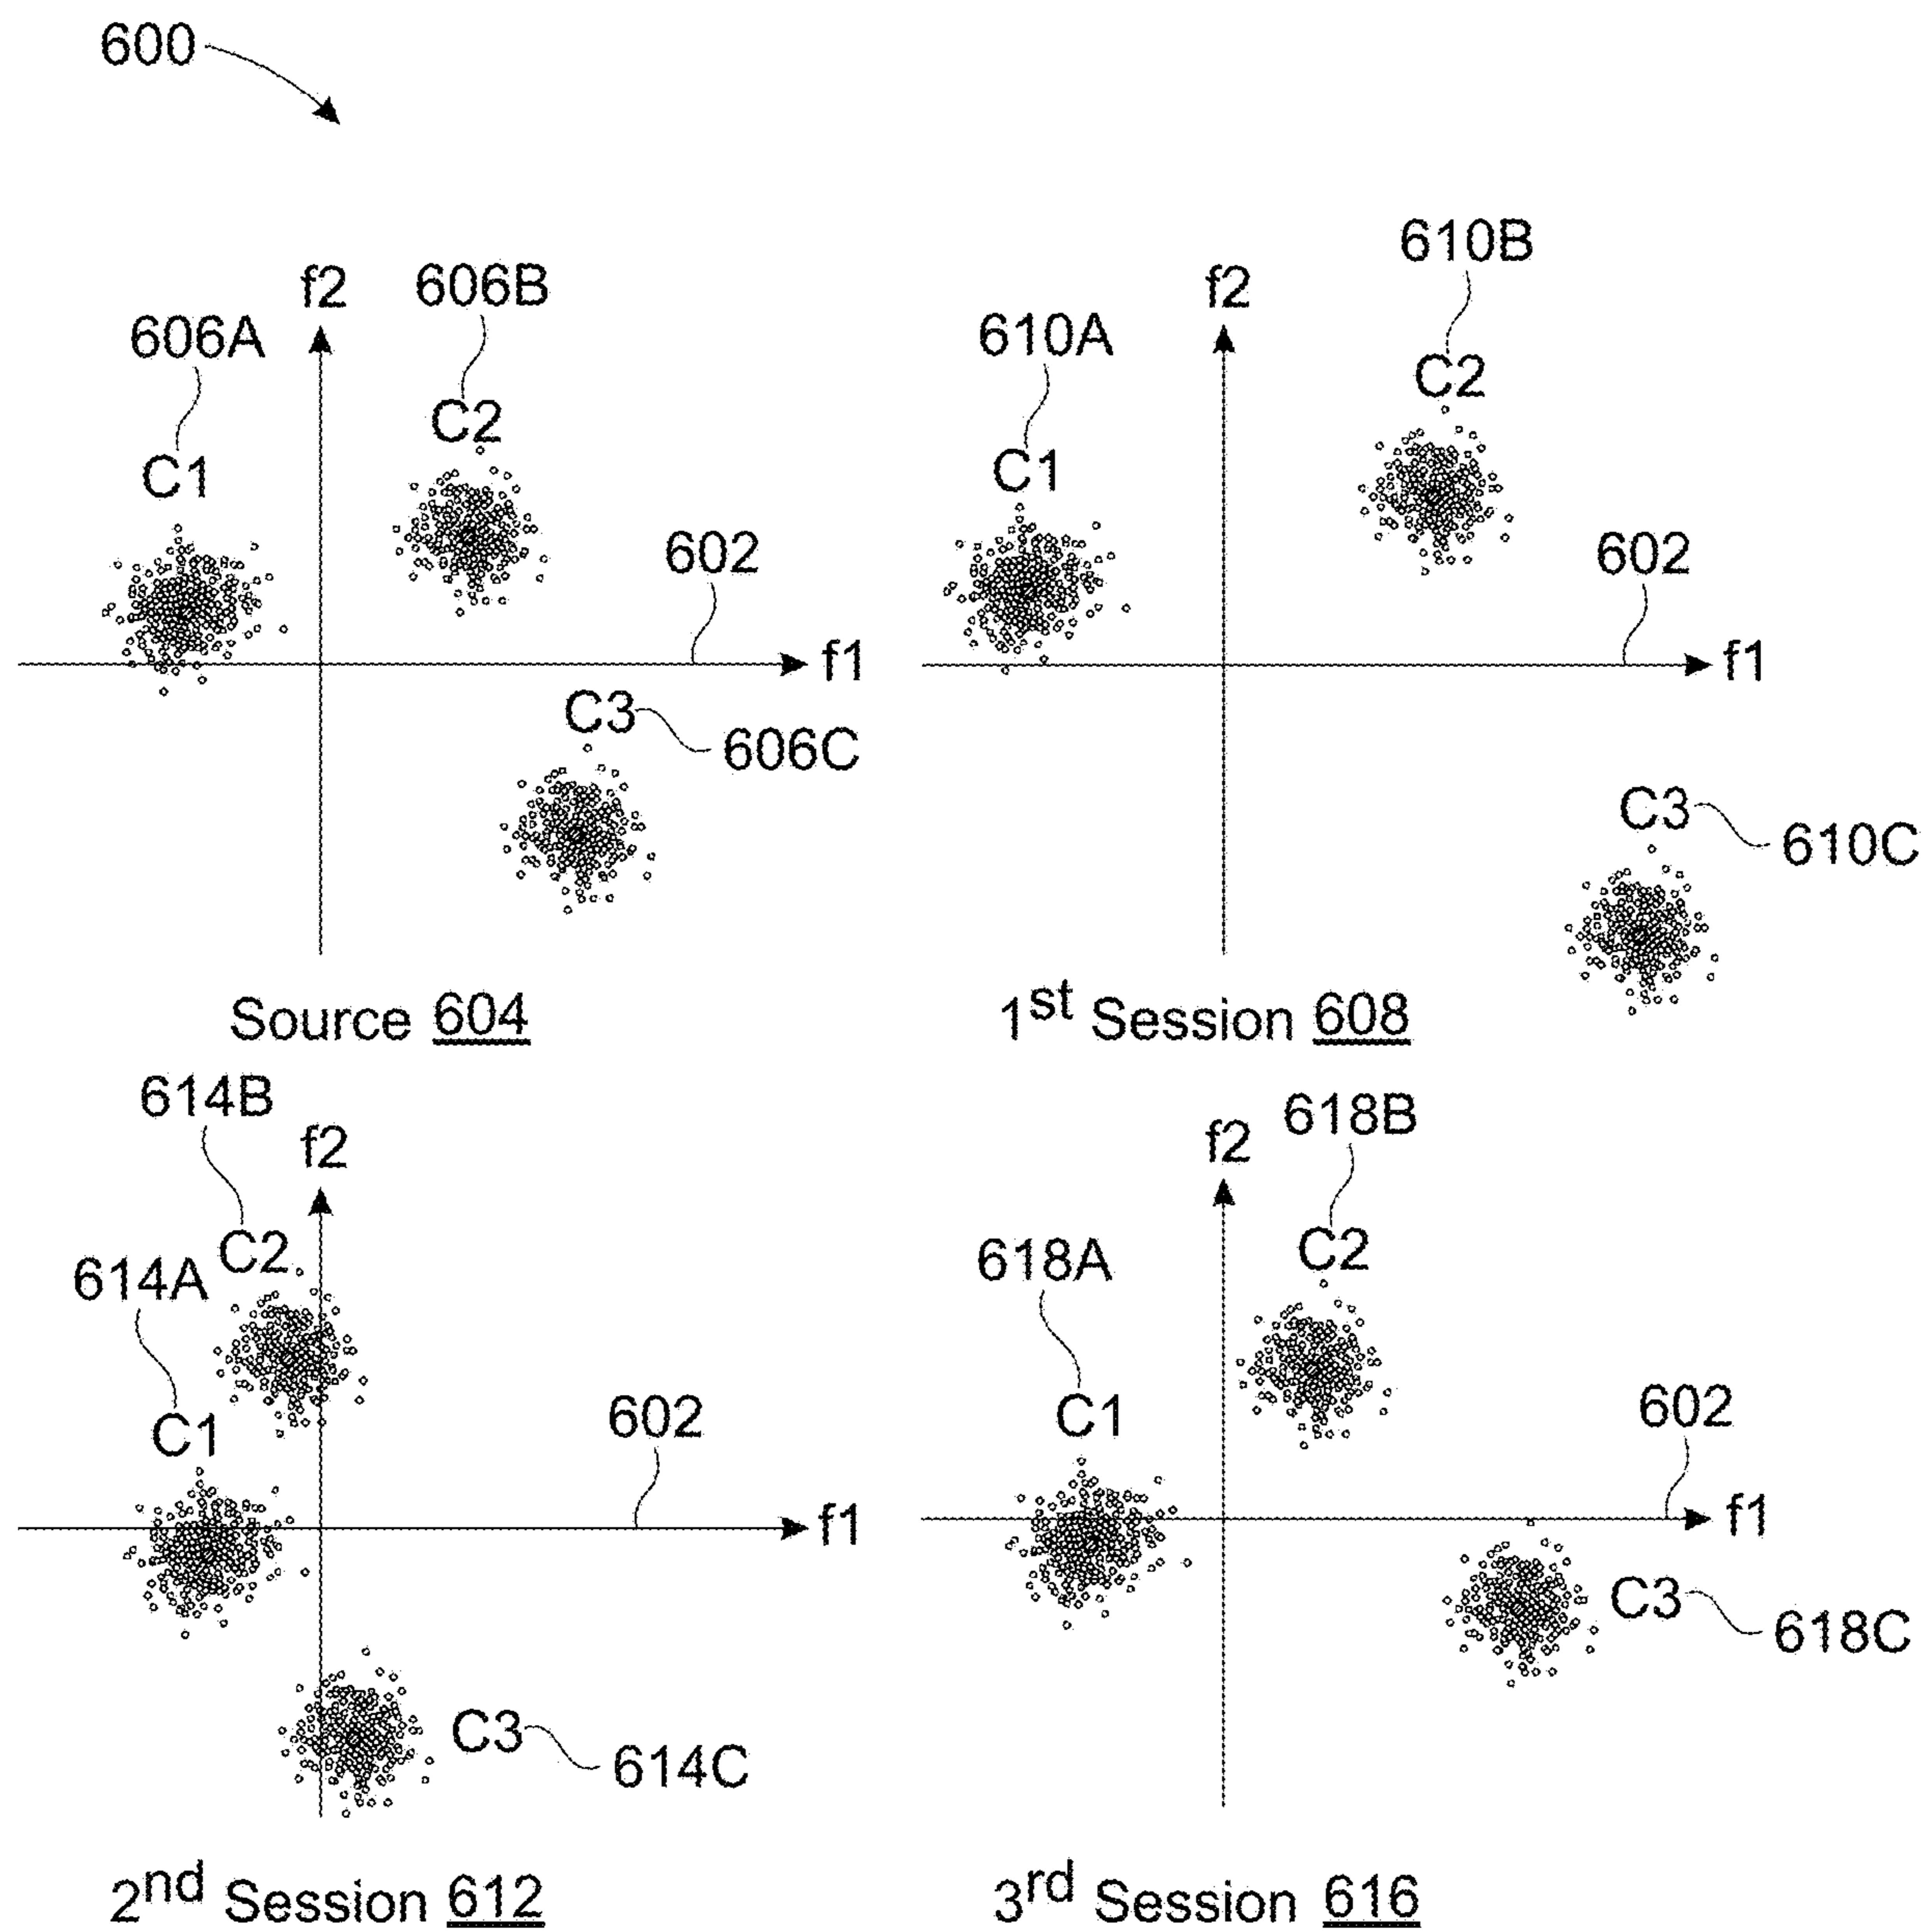 600
606A
f2
606B
C1
C2
602
f1
C3
606C
Source 604
610A
f2
610B
C1
C2
602
f1
C3
610C
1st Session 608
614B
f2
614A
C2
C1
602
f1
C3
614C
2nd Session 612
618A
f2
618B
C1
C2
602
f1
C3
618C
3rd Session 616